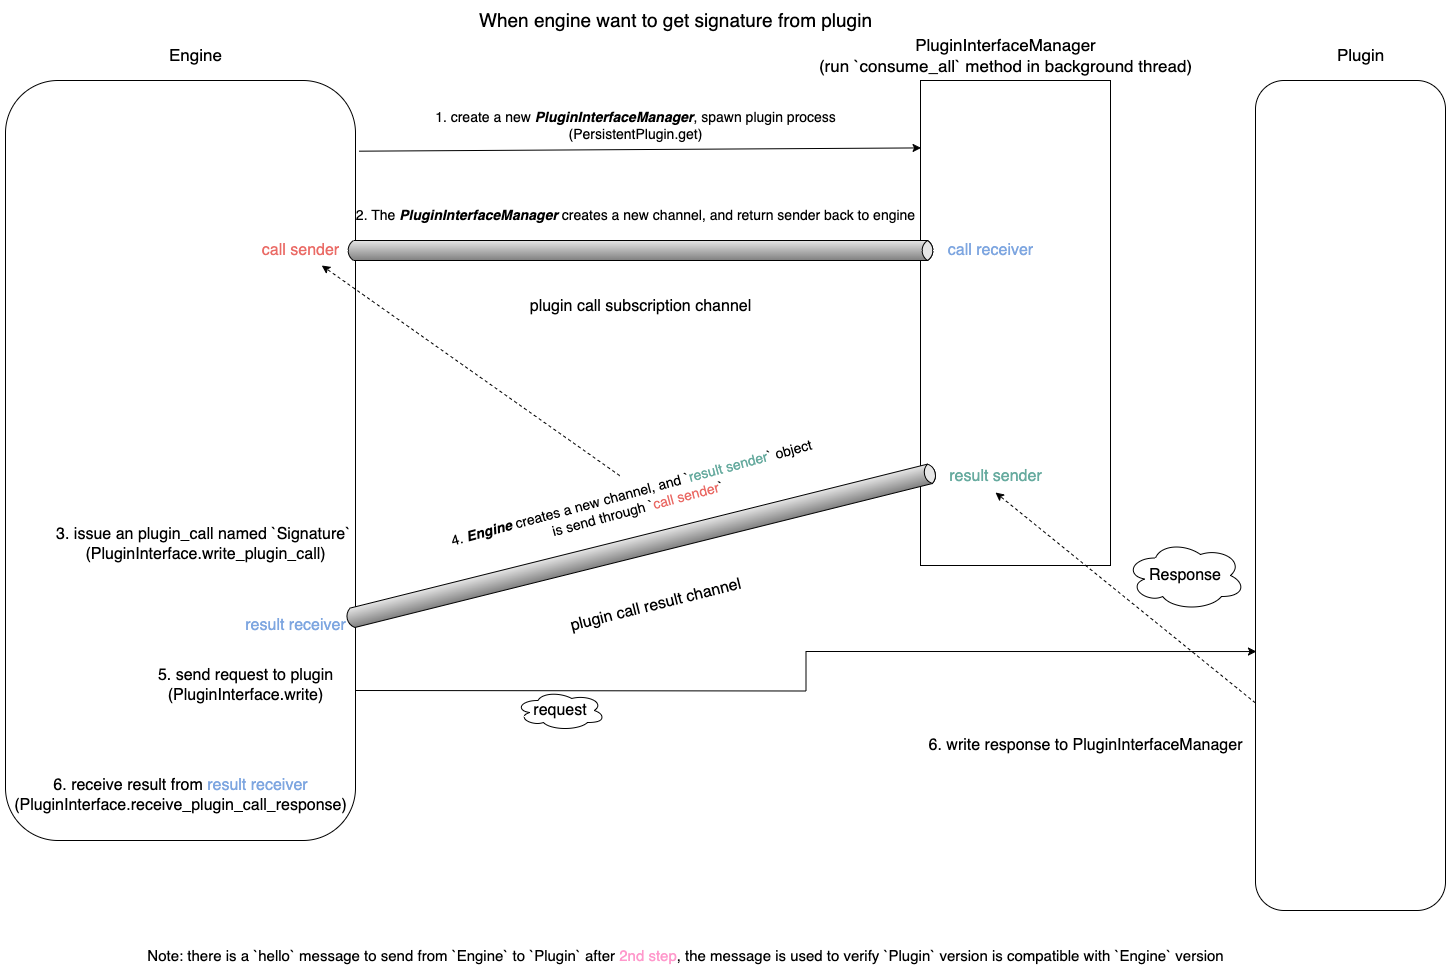 When engine want to get signature from plugin
Engine
PluginInterfaceManager
(run `consume_all` method in background thread)
Plugin
1. create a new PluginInterfaceManager, spawn plugin process
(PersistentPlugin.get)
2. The PluginInterfaceManager creates a new channel, and return sender back to engine
call sender
call receiver
plugin call subscription channel
4. Engine creates a new channel, and `result sender` object
is send through `call sender`
result sender
3. issue an plugin_call named `Signature`
(PluginInterface.write_plugin_call)
Response
plugin call result channel
result receiver
5. send request to plugin
(PluginInterface.write)
request
6. write response to PluginInterfaceManager
6. receive result from result receiver
(PluginInterface.receive_plugin_call_response)
Note: there is a `hello` message to send from `Engine` to `Plugin` after 2nd step, the message is used to verify `Plugin` version is compatible with `Engine` version